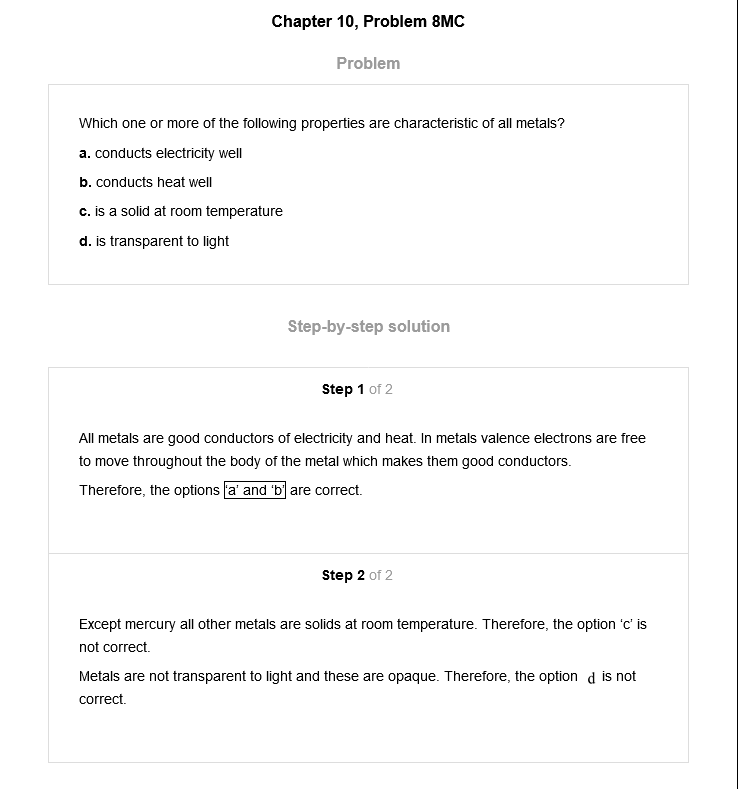 Chapter 10, Problem 8MC
Problem
Which one or more of the following properties are characteristic of all metals?
a. conducts electricity well
b. conducts heat well
c. is a solid at room temperature
d. is transparent to light
Step-by-step solution
Step 1 of 2
All metals are good conductors of electricity and heat. In metals valence electrons are free
to move throughout the body of the metal which makes them good conductors.
Therefore, the options ‘a’ and ‘b’ are correct.
Step 2 of 2
Except mercury all other metals are solids at room temperature. Therefore, the option ‘c’ is
not correct.
Metals are not transparent to light and these are opaque. Therefore, the option d is not
correct.